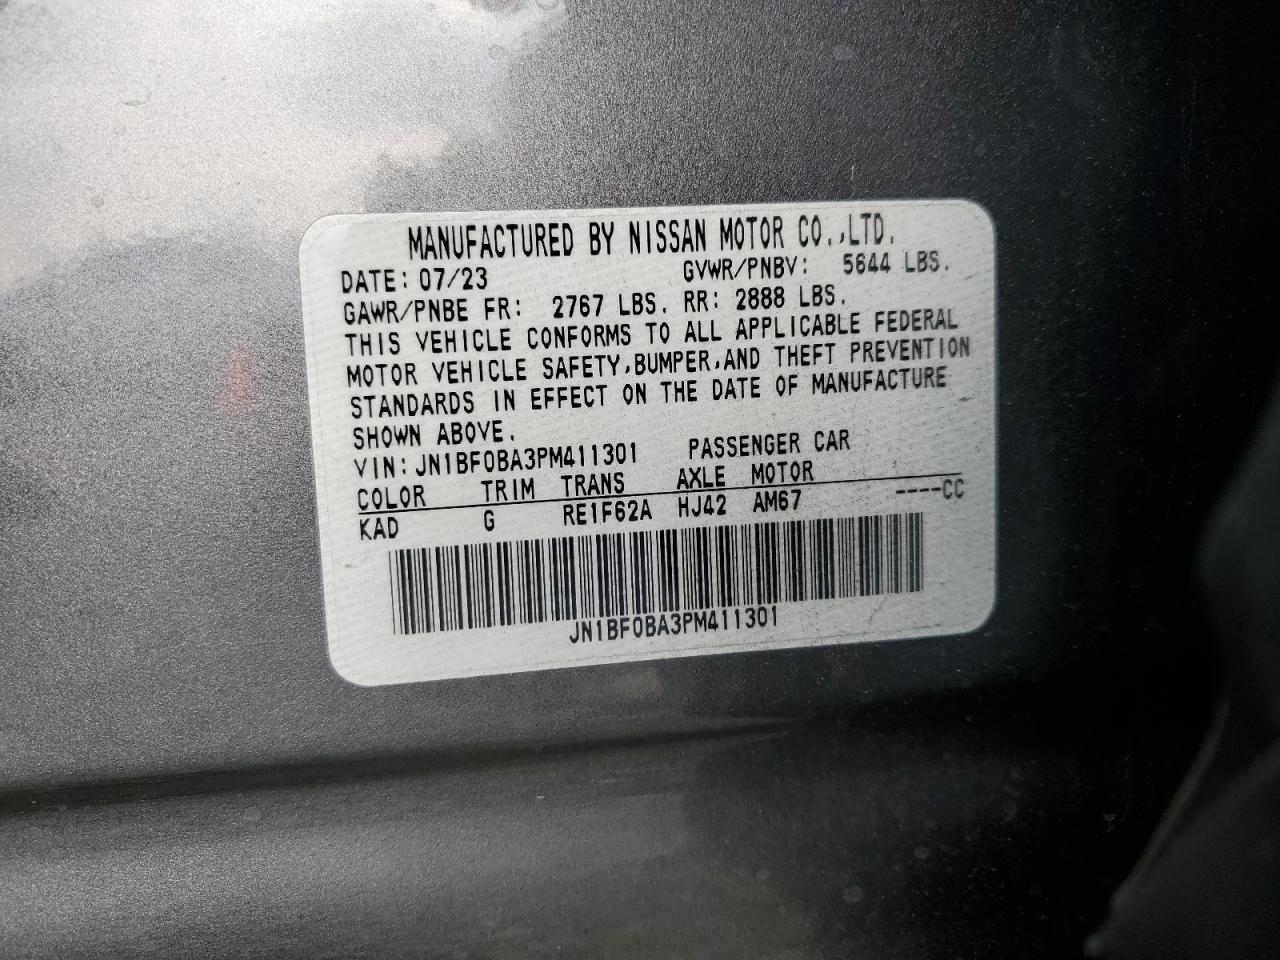 MANUFACTURED BY NISSAN MOTOR CO.,LTD.
DATE: 07/23 GVWR/PNBV: 5644 LBS.
GAWR/PNBE FR: 2767 LBS. RR: 2888 LBS.
THIS VEHICLE CONFORMS TO ALL APPLICABLE FEDERAL
MOTOR VEHICLE SAFETY,BUMPER,AND THEFT PREVENTION
STANDARDS IN EFFECT ON THE DATE OF MANUFACTURE
SHOWN ABOVE.
VIN: JN1BF0BA3PM411301 PASSENGER CAR
COLOR TRIM TRANS AXLE MOTOR
KAD G RE1F62A HJ42 AM67 ----CC
JN1BF0BA3PM411301